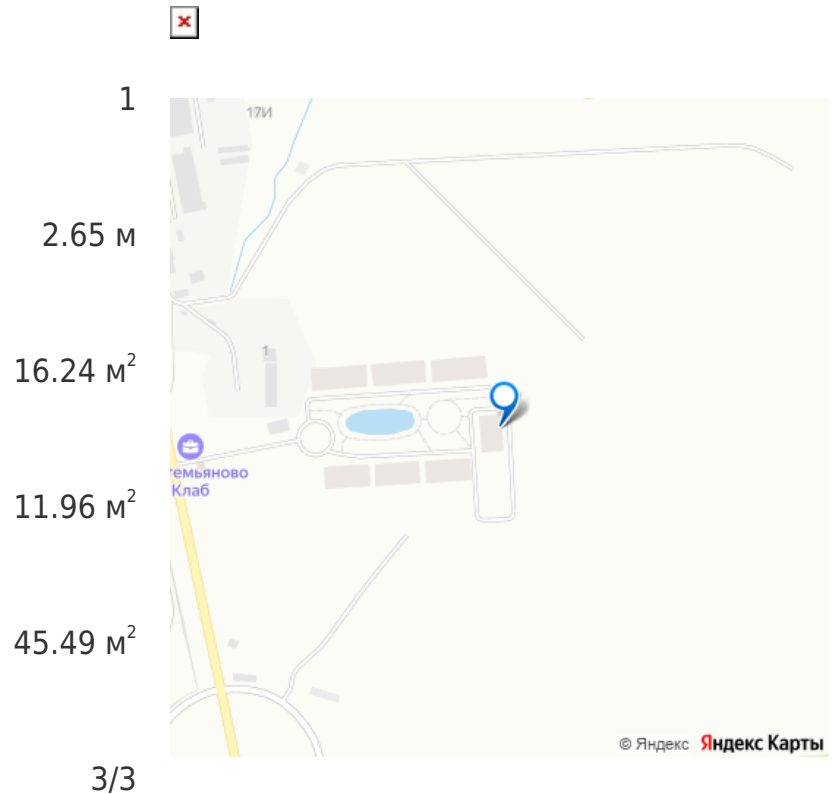 1
17И
2.65 м
16.24 м²
1
темьяново
Клаб
11.96 м²
45.49 м²
© Яндекс Яндекс Карты
3/3